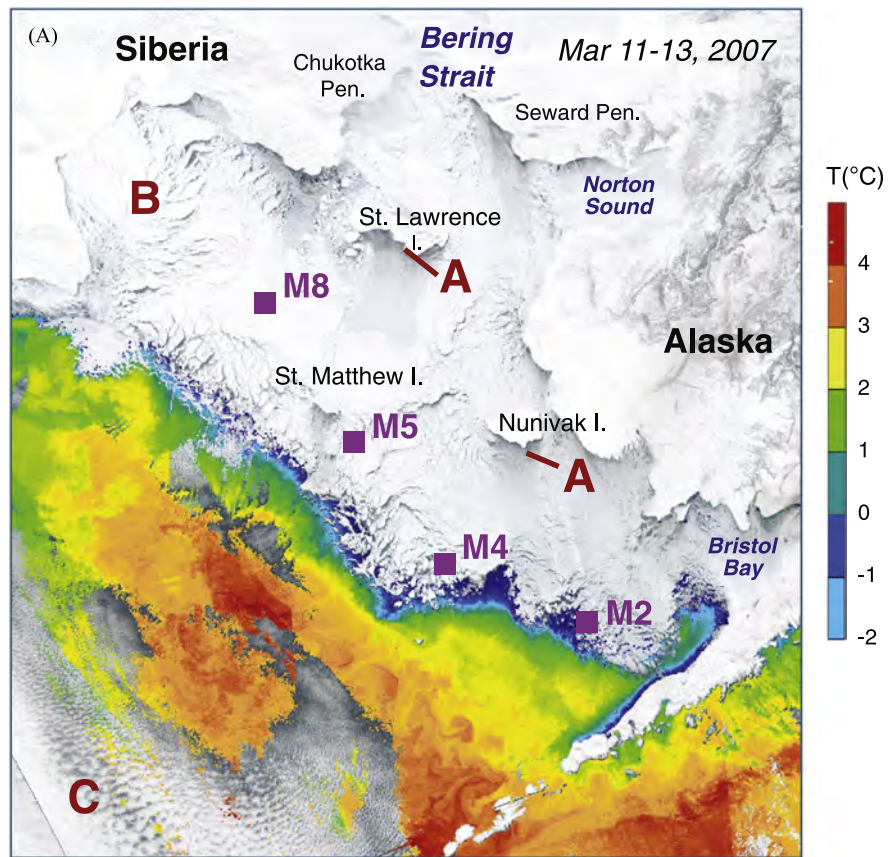 (A)
Siberia
Bering
Strait
Mar 11-13, 2007
Chukotka
Pen.
Seward Pen.
Norton
Sound
T(°C)
B
St. Lawrence
I.
A
M8
4
3
2
1
0
-1
-2
Alaska
St. Matthew I.
M5
Nunivak I.
A
M4
Bristol
Bay
M2
C